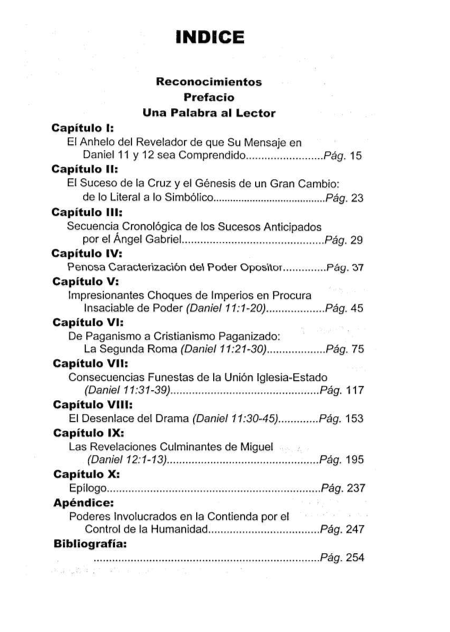 INDICE
Reconocimientos
Prefacio
Una Palabra al Lector
Capítulo I:
El Anhelo del Revelador de que Su Mensaje en
Daniel 11 y 12 sea Comprendido..........................Pág. 15
Capítulo II:
El Suceso de la Cruz y el Génesis de un Gran Cambio:
de lo Literal a lo Simbólico.....................................Pág. 23
Capítulo III:
Secuencia Cronológica de los Sucesos Anticipados
por el Ángel Gabriel................................................Pág. 29
Capítulo IV:
Penosa Caracterización del Poder Opositor..............Pág. 37
Capítulo V:
Impresionantes Choques de Imperios en Procura
Insaciable de Poder (Daniel 11:1-20)....................Pág. 45
Capítulo VI:
De Paganismo a Cristianismo Paganizado:
La Segunda Roma (Daniel 11:21-30)....................Pág. 75
Capítulo VII:
Consecuencias Funestas de la Unión Iglesia-Estado
(Daniel 11:31-39)..................................................Pág. 117
Capítulo VIII:
El Desenlace del Drama (Daniel 11:30-45).............Pág. 153
Capítulo IX:
Las Revelaciones Culminantes de Miguel
(Daniel 12:1-13)...................................................Pág. 195
Capítulo X:
Epílogo........................................................................Pág. 237
Apéndice:
Poderes Involucrados en la Contienda por el
Control de la Humanidad.....................................Pág. 247
Bibliografía:
............................................................................Pág. 254